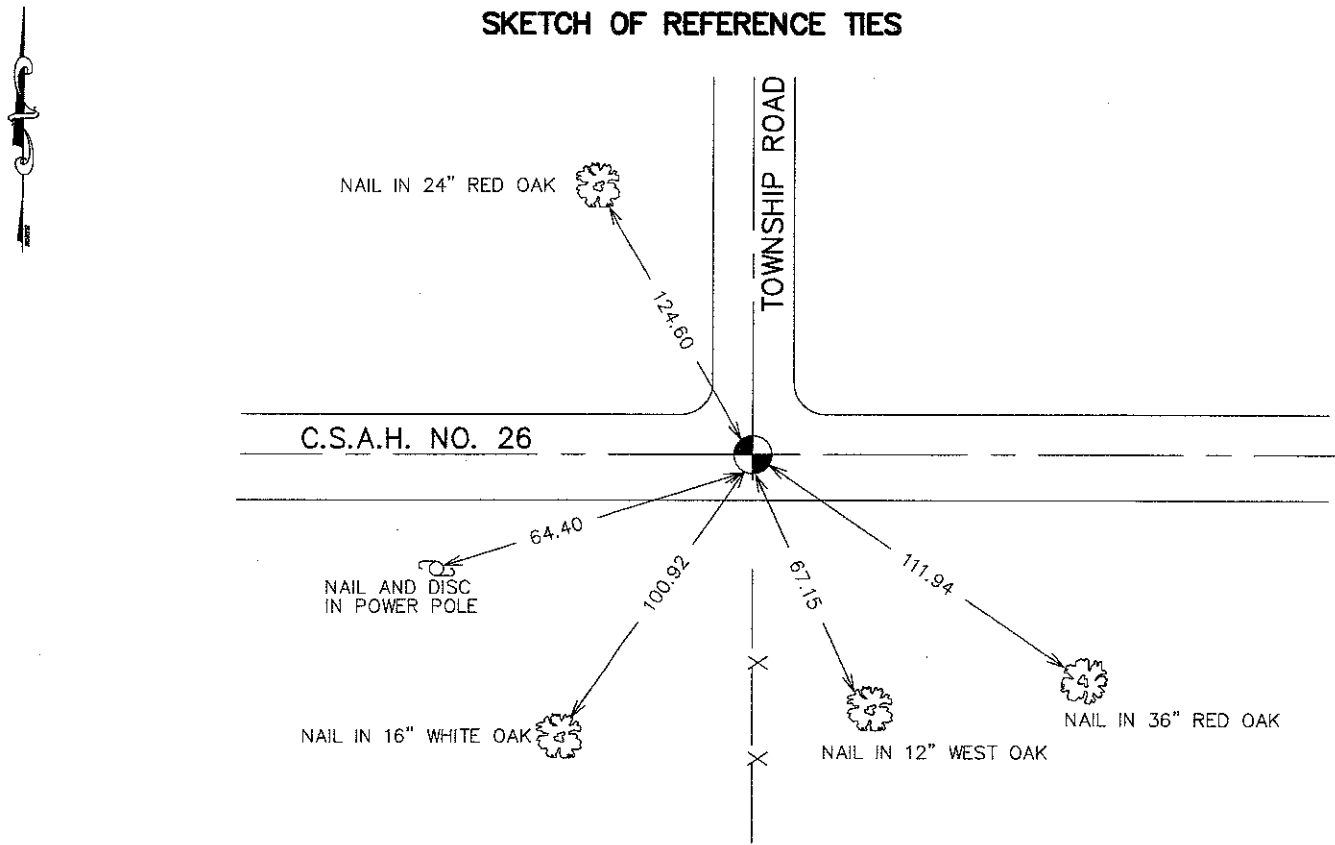 SKETCH OF REFERENCE TIES
TOWNSHIP ROAD
NAIL IN 24" RED OAK
124.60
C.S.A.H. NO. 26
64.40
NAIL AND DISC
IN POWER POLE
100.92
67.15
111.94
NAIL IN 16" WHITE OAK
NAIL IN 12" WEST OAK
NAIL IN 36" RED OAK